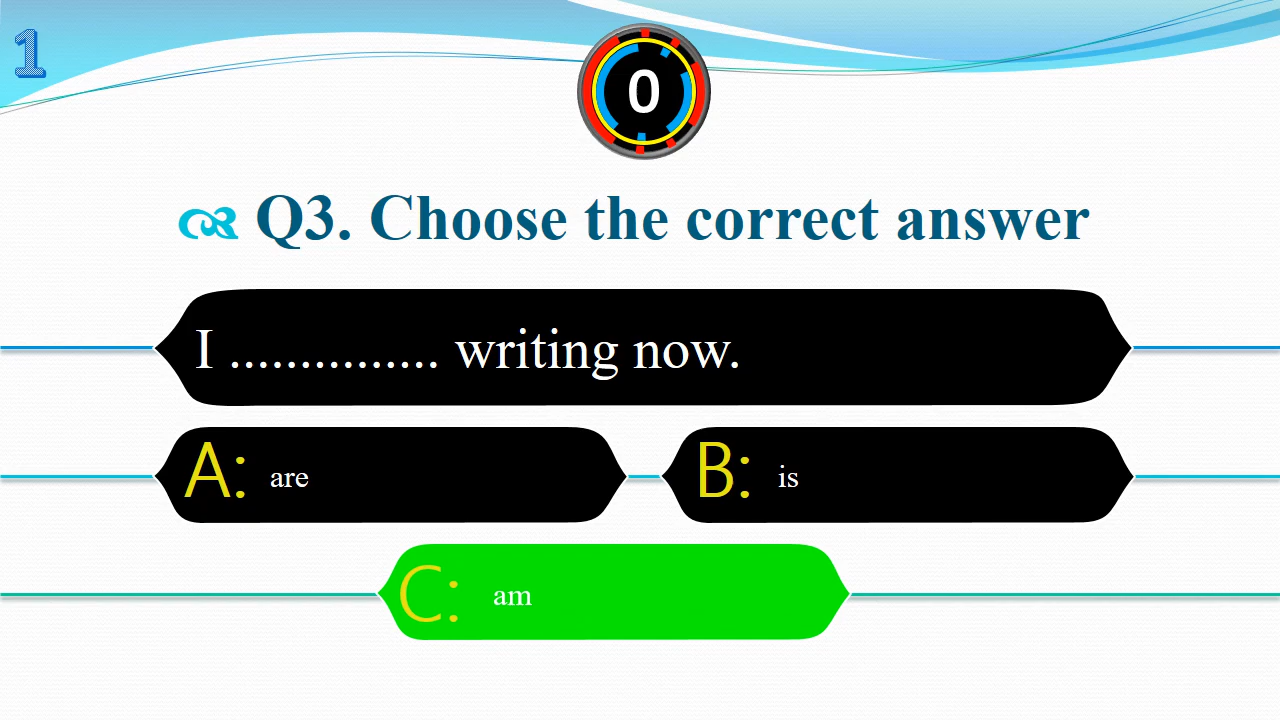 1
0
Q3. Choose the correct answer
I ............... writing now.
A: are
B: is
C: am